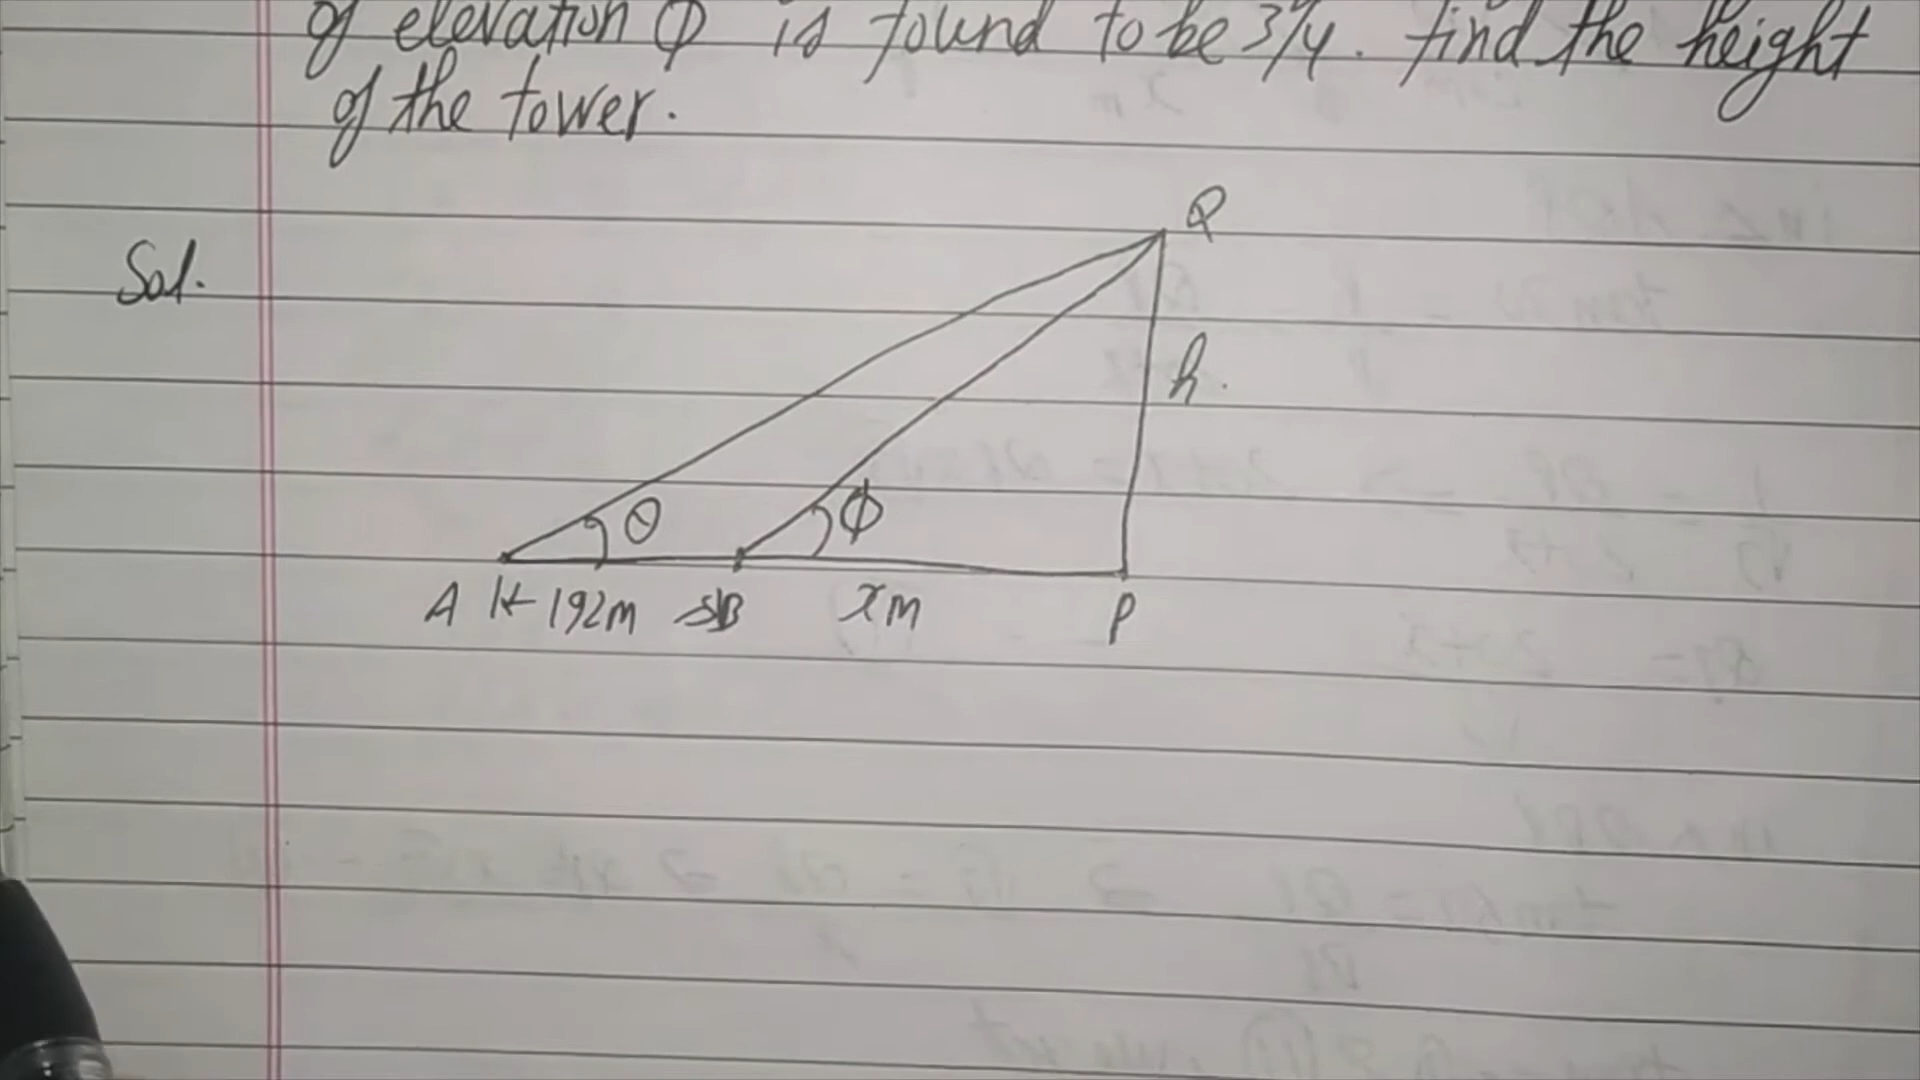 of elevation Φ is found to be 3/4. find the height
of the tower.
Sol.
Q
h.
θ
Φ
A 192m B xm P